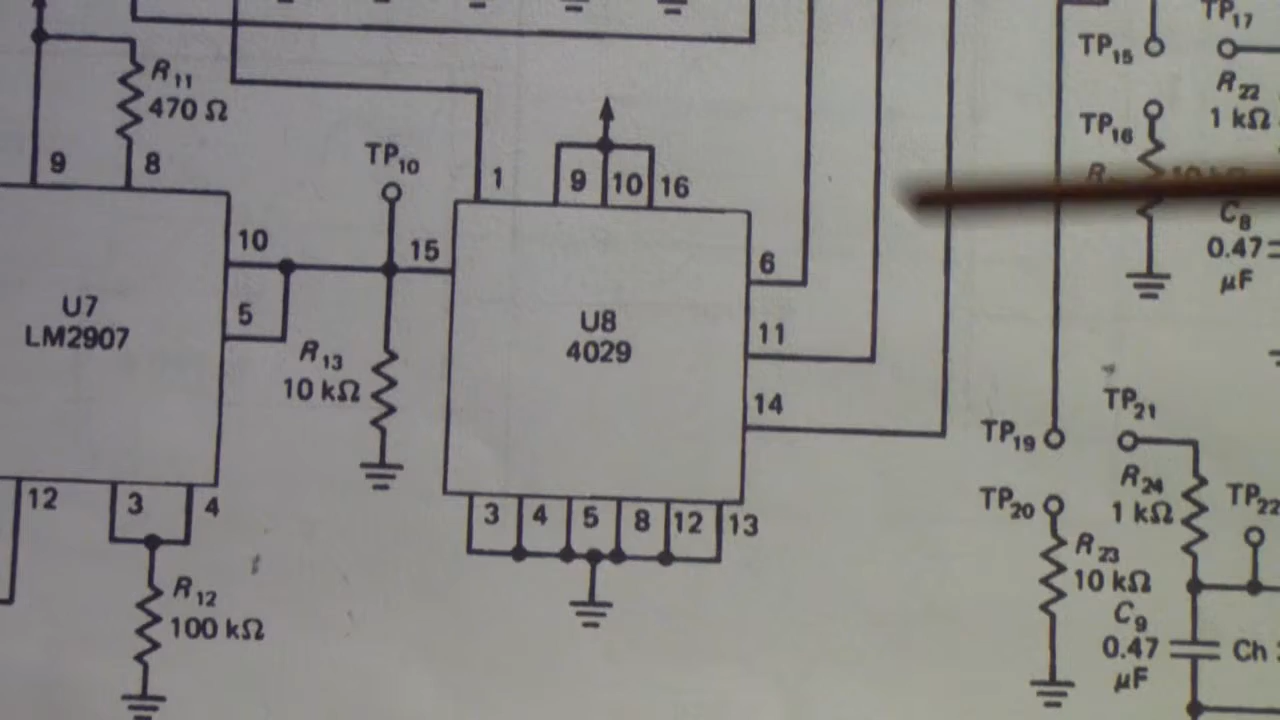 R11
470 Ω
9
8
U7
LM2907
10
5
12
3
4
R12
100 kΩ
TP10
R13
10 kΩ
15
1
9
10
16
U8
4029
6
11
14
3
4
5
8
12
13
TP15
TP16
TP17
R22
1 kΩ
C8
0.47
μF
TP19
TP20
R23
10 kΩ
TP21
R24
1 kΩ
TP22
C9
0.47
μF
Ch